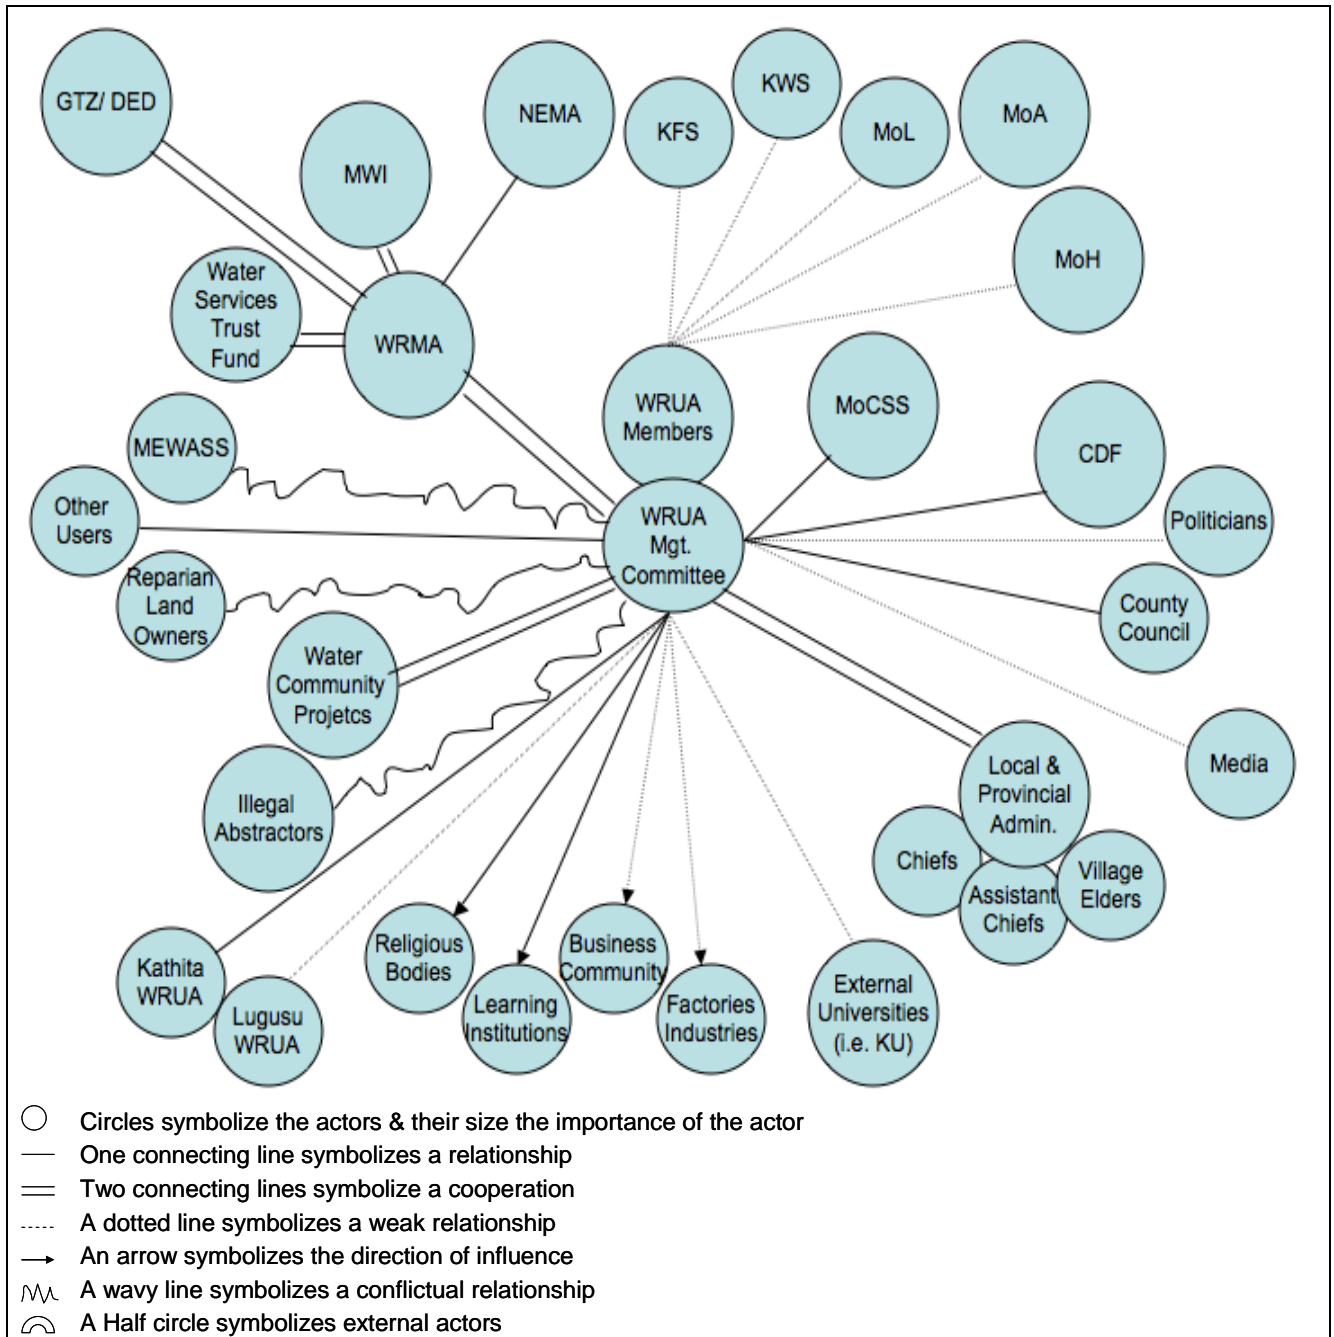 GTZ/ DED
MWI
NEMA
KFS
KWS
MoL
MoA
MoH
Water
Services
Trust
Fund
WRMA
WRUA
Members
MoCSS
CDF
Politicians
MEWASS
Other
Users
WRUA
Mgt.
Committee
County
Council
Reparian
Land
Owners
Water
Community
Projetcs
Media
Illegal
Abstractors
Local &
Provincial
Admin.
Chiefs
Assistant
Chiefs
Village
Elders
Kathita
WRUA
Lugusu
WRUA
Religious
Bodies
Learning
Institutions
Business
Community
Factories
Industries
External
Universities
(i.e. KU)
Circles symbolize the actors & their size the importance of the actor
One connecting line symbolizes a relationship
Two connecting lines symbolize a cooperation
A dotted line symbolizes a weak relationship
An arrow symbolizes the direction of influence
A wavy line symbolizes a conflictual relationship
A Half circle symbolizes external actors